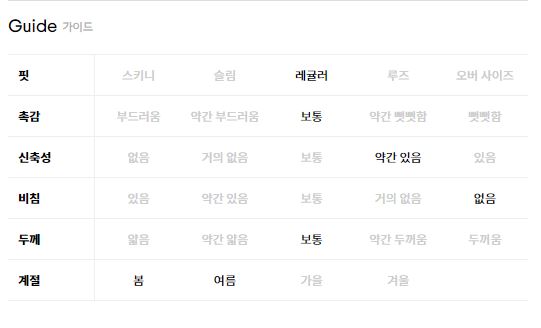 Guide 가이드
핏 스키니 슬림 레귤러 루즈 오버 사이즈
촉감 부드러움 약간 부드러움 보통 약간 뻣뻣함 뻣뻣함
신축성 없음 거의 없음 보통 약간 있음 있음
비침 있음 약간 있음 보통 거의 없음 없음
두께 얇음 약간 얇음 보통 약간 두꺼움 두꺼움
계절 봄 여름 가을 겨울